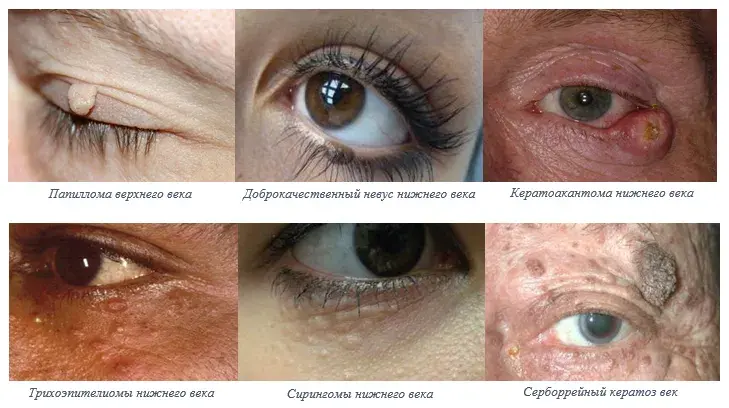 Папиллома верхнего века
Доброкачественный невус нижнего века
Кератоакантома нижнего века
Трихоэпителиомы нижнего века
Сирингомы нижнего века
Серборрейный кератоз век